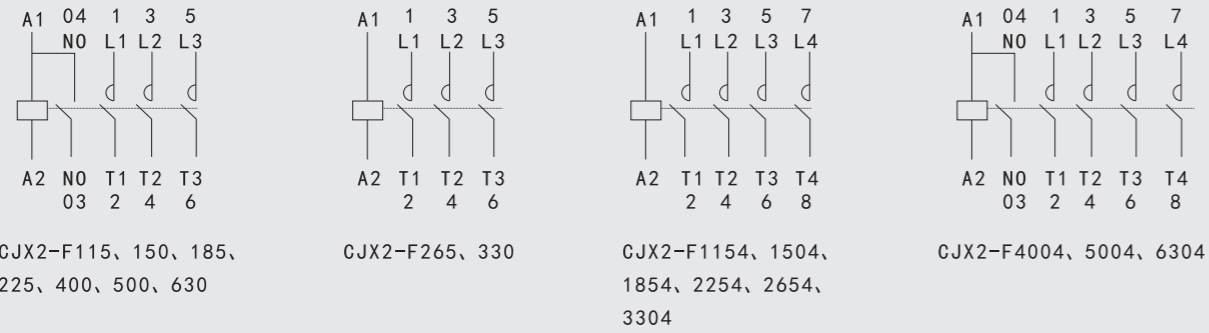 A1 04 1 3 5
NO L1 L2 L3
A2 NO T1 T2 T3
03 2 4 6
CJX2-F115、150、185、
225、400、500、630
A1 1 3 5
L1 L2 L3
A2 T1 T2 T3
2 4 6
CJX2-F265、330
A1 1 3 5 7
L1 L2 L3 L4
A2 T1 T2 T3 T4
2 4 6 8
CJX2-F1154、1504、
1854、2254、2654、
3304
A1 04 1 3 5 7
NO L1 L2 L3 L4
A2 NO T1 T2 T3 T4
03 2 4 6 8
CJX2-F4004、5004、6304